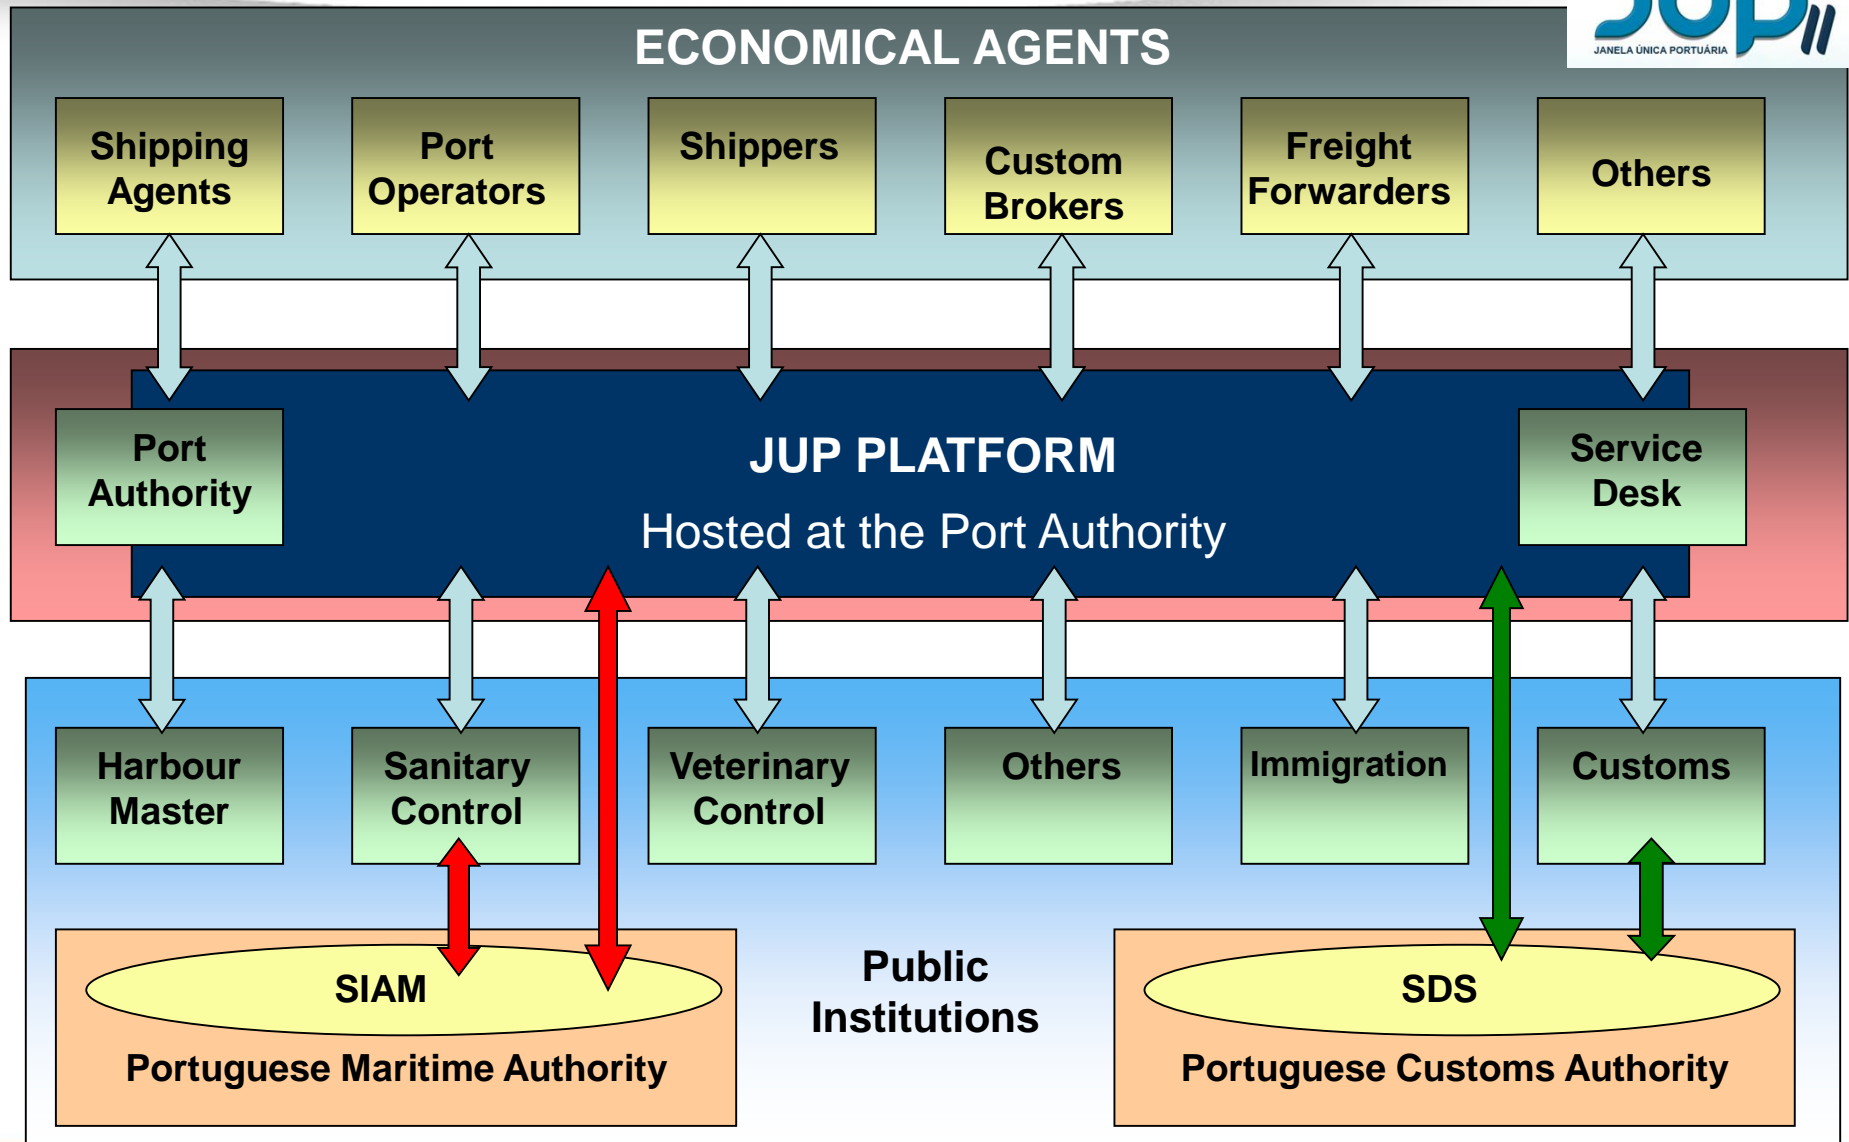 ECONOMICAL AGENTS
JUP II
JANELA ÚNICA PORTUÁRIA
Shipping
Agents
Port
Operators
Shippers
Custom
Brokers
Freight
Forwarders
Others
Port
Authority
JUP PLATFORM
Hosted at the Port Authority
Service
Desk
Harbour
Master
Sanitary
Control
Veterinary
Control
Others
Immigration
Customs
SIAM
Portuguese Maritime Authority
Public
Institutions
SDS
Portuguese Customs Authority